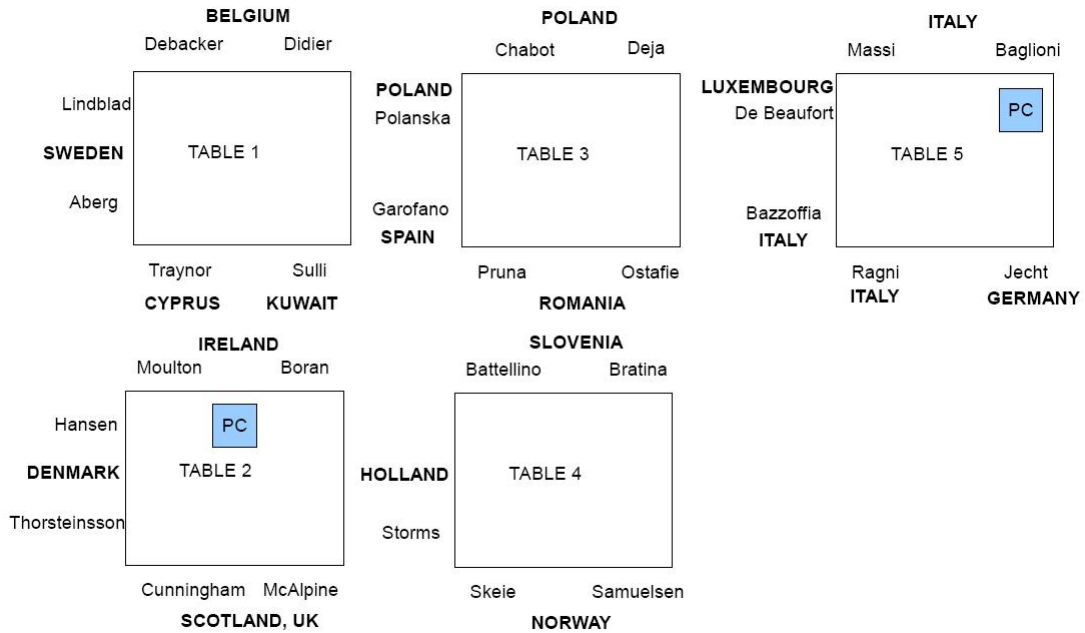 BELGIUM
Debacker Didier
Lindblad
SWEDEN
Aberg
TABLE 1
Traynor Sulli
CYPRUS KUWAIT
POLAND
Chabot Deja
POLAND
Polanska
TABLE 3
Garofano
SPAIN
Pruna Ostafie
ROMANIA
ITALY
Massi Baglioni
LUXEMBOURG
De Beaufort
PC
TABLE 5
Bazzoffia
ITALY
Ragni Jecht
ITALY GERMANY
IRELAND
Moulton Boran
Hansen
PC
DENMARK
TABLE 2
Thorsteinsson
Cunningham McAlpine
SCOTLAND, UK
SLOVENIA
Battellino Bratina
HOLLAND
TABLE 4
Storms
Skeie Samuelsen
NORWAY